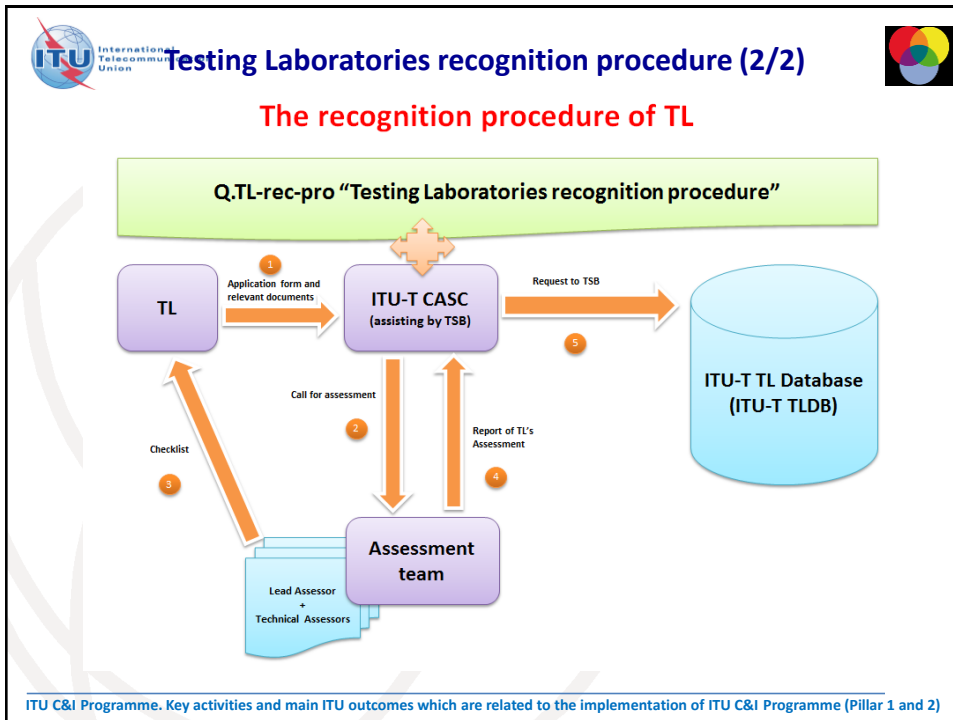 ITU
International
Telecommunication
Union
Testing Laboratories recognition procedure (2/2)
The recognition procedure of TL
Q.TL-rec-pro “Testing Laboratories recognition procedure”
1
Application form and
relevant documents
TL
ITU-T CASC
(assisting by TSB)
Request to TSB
5
ITU-T TL Database
(ITU-T TLDB)
Call for assessment
2
Report of TL's
Assessment
4
Checklist
3
Assessment
team
Lead Assessor
+
Technical Assessors
ITU C&I Programme. Key activities and main ITU outcomes which are related to the implementation of ITU C&I Programme (Pillar 1 and 2)